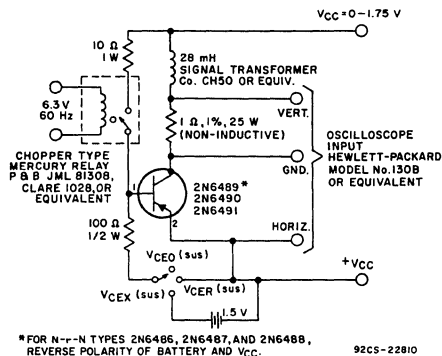 VCC=0-1.75 V
10 Ω
1 W
28 mH
SIGNAL TRANSFORMER
Co. CH50 OR EQUIV.
6.3V
60 Hz
VERT.
1 Ω, 1%, 25 W
(NON-INDUCTIVE)
OSCILLOSCOPE
INPUT
HEWLETT-PACKARD
MODEL No.130B
OR EQUIVALENT
GND.
CHOPPER TYPE
MERCURY RELAY
P & B JML 81308,
CLARE 1028,OR
EQUIVALENT
1
2N6489*
2N6490
2N6491
2
HORIZ.
100 Ω
1/2 W
VCEO (sus)
+VCC
VCEX (sus)
VCER (sus)
1.5 V
*FOR N-P-N TYPES 2N6486, 2N6487, AND 2N6488,
REVERSE POLARITY OF BATTERY AND VCC.
92CS-22810